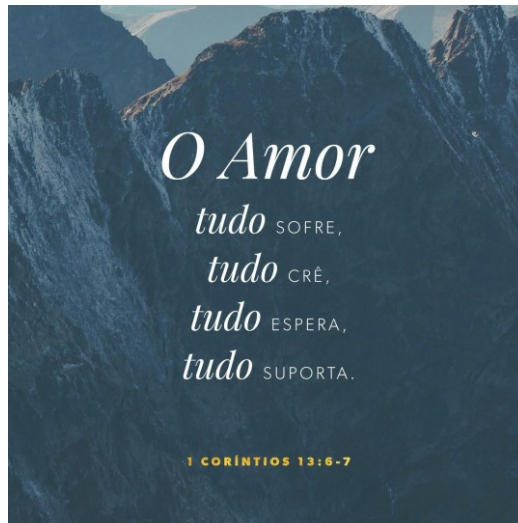 O Amor
tudo SOFRE,
tudo CRÊ,
tudo ESPERA,
tudo SUPORTA.
1 CORÍNTIOS 13:6-7